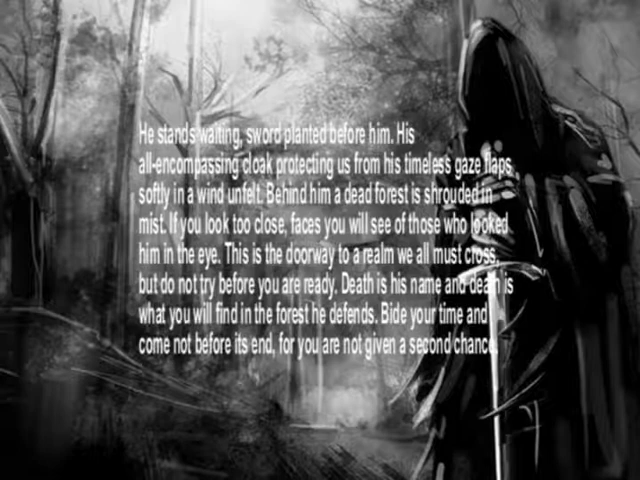 He stands waiting, sword planted before him. His
all-encompassing cloak protecting us from his timeless gaze flaps
softly in a wind unfelt. Behind him a dead forest is shrouded in
mist. If you look too close, faces you will see of those who looked
him in the eye. This is the doorway to a realm we all must cross,
but do not try before you are ready. Death is his name and death is
what you will find in the forest he defends. Bide your time and
come not before its end, for you are not given a second chance.